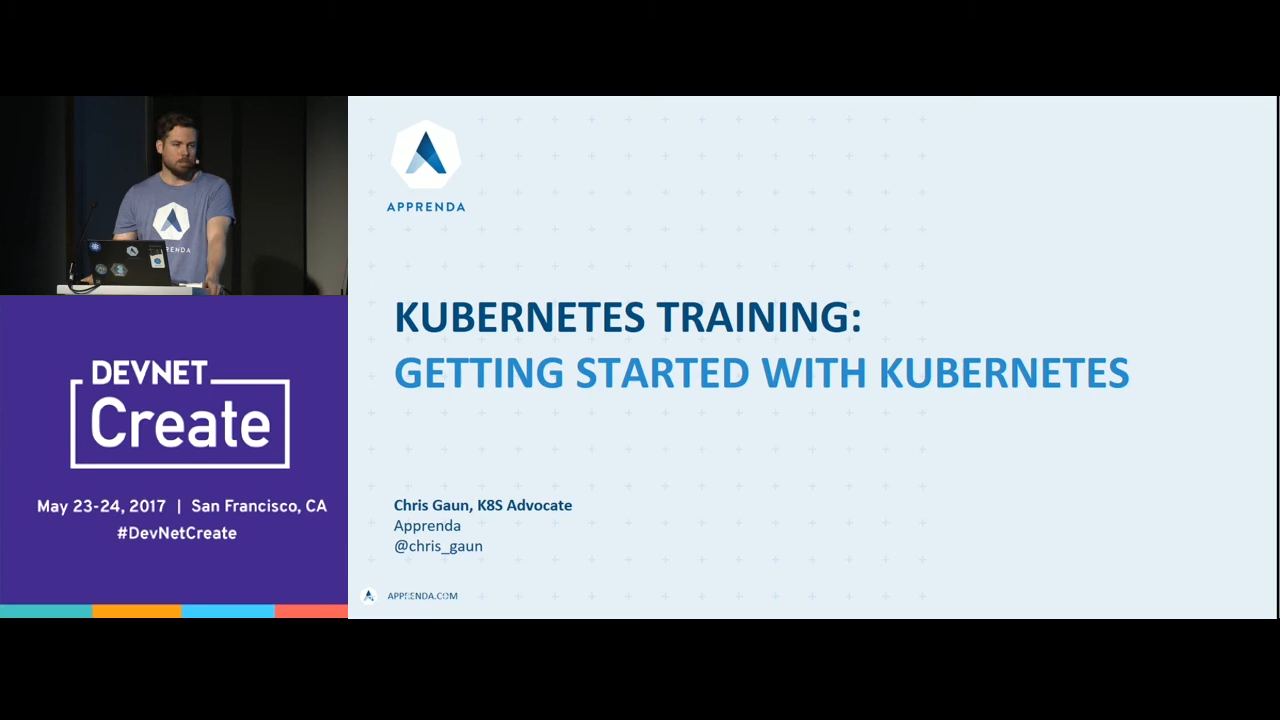 APPRENDA
KUBERNETES TRAINING:
GETTING STARTED WITH KUBERNETES
Chris Gaun, K8S Advocate
Apprenda
@chris_gaun
APPRENDA.COM
DEVNET
Create
May 23-24, 2017 | San Francisco, CA
#DevNetCreate